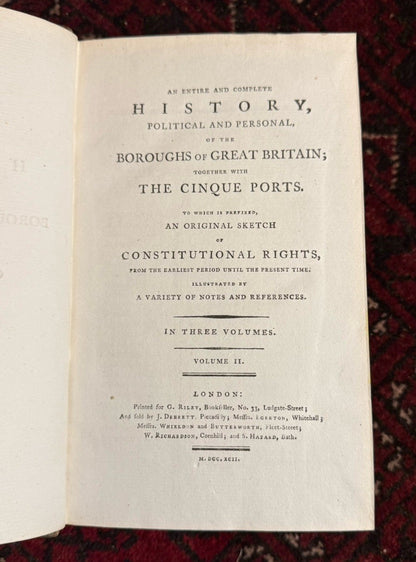 AN ENTIRE AND COMPLETE
HISTORY,
POLITICAL AND PERSONAL,
OF THE
BOROUGHS OF GREAT BRITAIN;
TOGETHER WITH
THE CINQUE PORTS.
TO WHICH IS PREFIXED,
AN ORIGINAL SKETCH
OF
CONSTITUTIONAL RIGHTS,
FROM THE EARLIEST PERIOD UNTIL THE PRESENT TIME;
ILLUSTRATED BY
A VARIETY OF NOTES AND REFERENCES.
IN THREE VOLUMES.
VOLUME II.
LONDON:
Printed for G. RILEY, Bookſeller, No. 33, Ludgate-Street;
And ſold by J. DEBRETT, Piccadilly; Meſſrs. EGERTON, Whitehall;
Meſſrs. WHIELDON and BUTTERWORTH, Fleet-Street;
W. RICHARDSON, Cornhill; and S. HAZARD, Bath.
M.DCC.XCII.